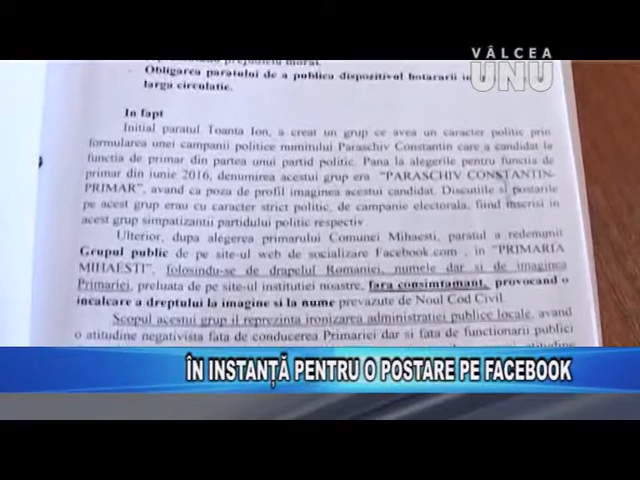 VÂLCEA
UNU
prejudiciu moral.
- Obligarea paratului de a publica dispozitivul hotararii
larga circulatie.
In fapt
Initial paratul Toanta Ion, a creat un grup ce avea un caracter politic prin
formularea unei campanii politice numitului Paraschiv Constantin care a candidat la
functia de primar din partea unui partid politic. Pana la alegerile pentru functia de
primar din iunie 2016, denumirea acestui grup era "PARASCHIV CONSTANTIN-
PRIMAR", avand ca poza de profil imaginea acestui candidat. Discutiile si postarile
pe acest grup erau cu caracter strict politic, de campanie electorala, fiind inscrisi in
acest grup simpatizantii partidului politic respectiv.
Ulterior, dupa alegerea primarului Comunei Mihaesti, paratul a redenumit
Grupul public de pe site-ul web de socializare Facebook.com , in "PRIMARIA
MIHAESTI", folosindu-se de drapelul Romaniei, numele dar si de imaginea
Primariei, preluata de pe site-ul institutiei noastre, fara consimtamant, provocand o
incalcare a dreptului la imagine si la nume prevazute de Noul Cod Civil.
Scopul acestui grup il reprezinta ironizarea administratiei publice locale, avand
o atitudine negativista fata de conducerea Primariei dar si fata de functionarii publici
atitudine
ÎN INSTANȚĂ PENTRU O POSTARE PE FACEBOOK